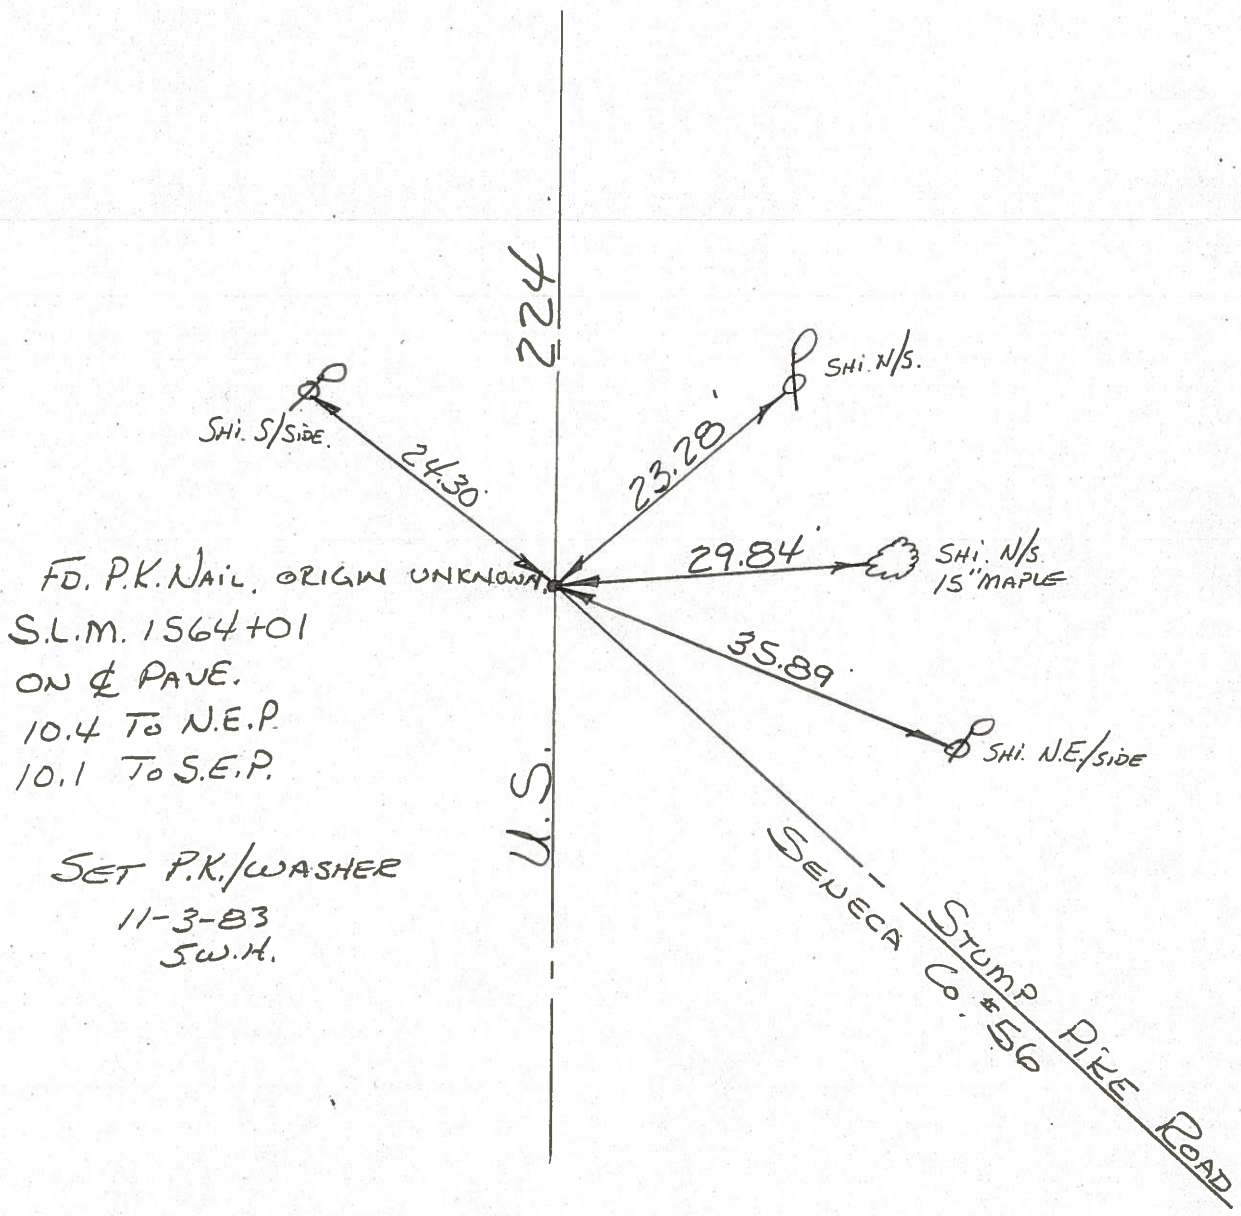 U.S. 224
SHI. N/S.
SHI. S/SIDE.
24.30'
23.28'
29.84'
SHI. N/S.
15" MAPLE
FD. P.K. NAIL. ORIGIN UNKNOWN.
S.L.M. 1564+01
ON ℄ PAVE.
10.4 TO N.E.P.
10.1 TO S.E.P.
35.89'
SHI. N.E./SIDE
SET P.K./WASHER
11-3-83
S.W.H.
SENECA CO. #56
STUMP PIKE ROAD